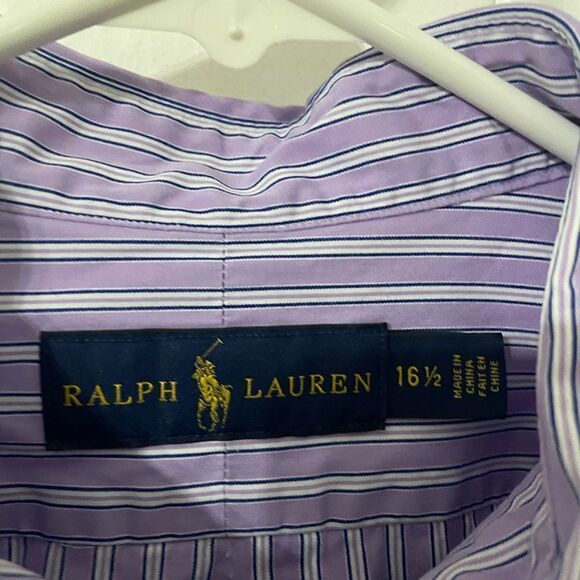 RALPH LAUREN
16½
MADE IN
CHINA
FAIT EN
CHINE